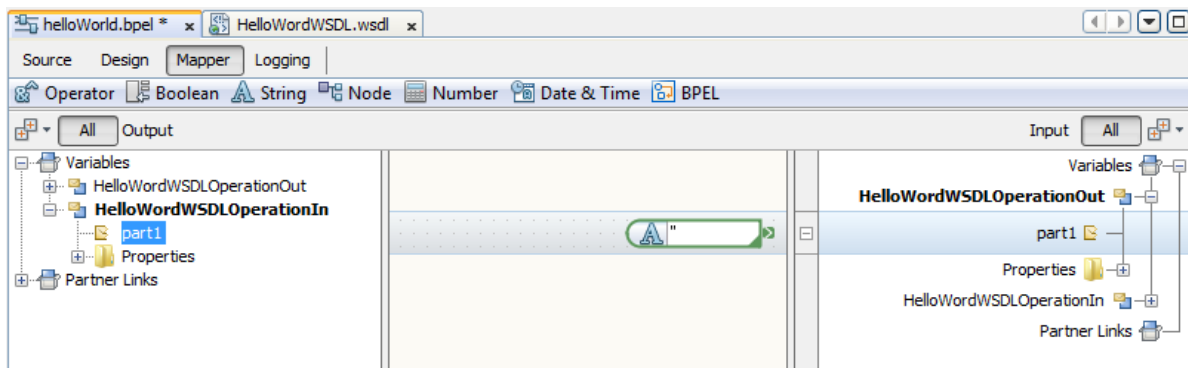 helloWorld.bpel * x HelloWordWSDL.wsdl x
Source Design Mapper Logging
Operator Boolean A String Node Number Date & Time BPEL
All Output Input All
Variables Variables
HelloWordWSDLOperationOut HelloWordWSDLOperationOut
HelloWordWSDLOperationIn
part1 A " part1
Properties Properties
HelloWordWSDLOperationIn
Partner Links
Partner Links